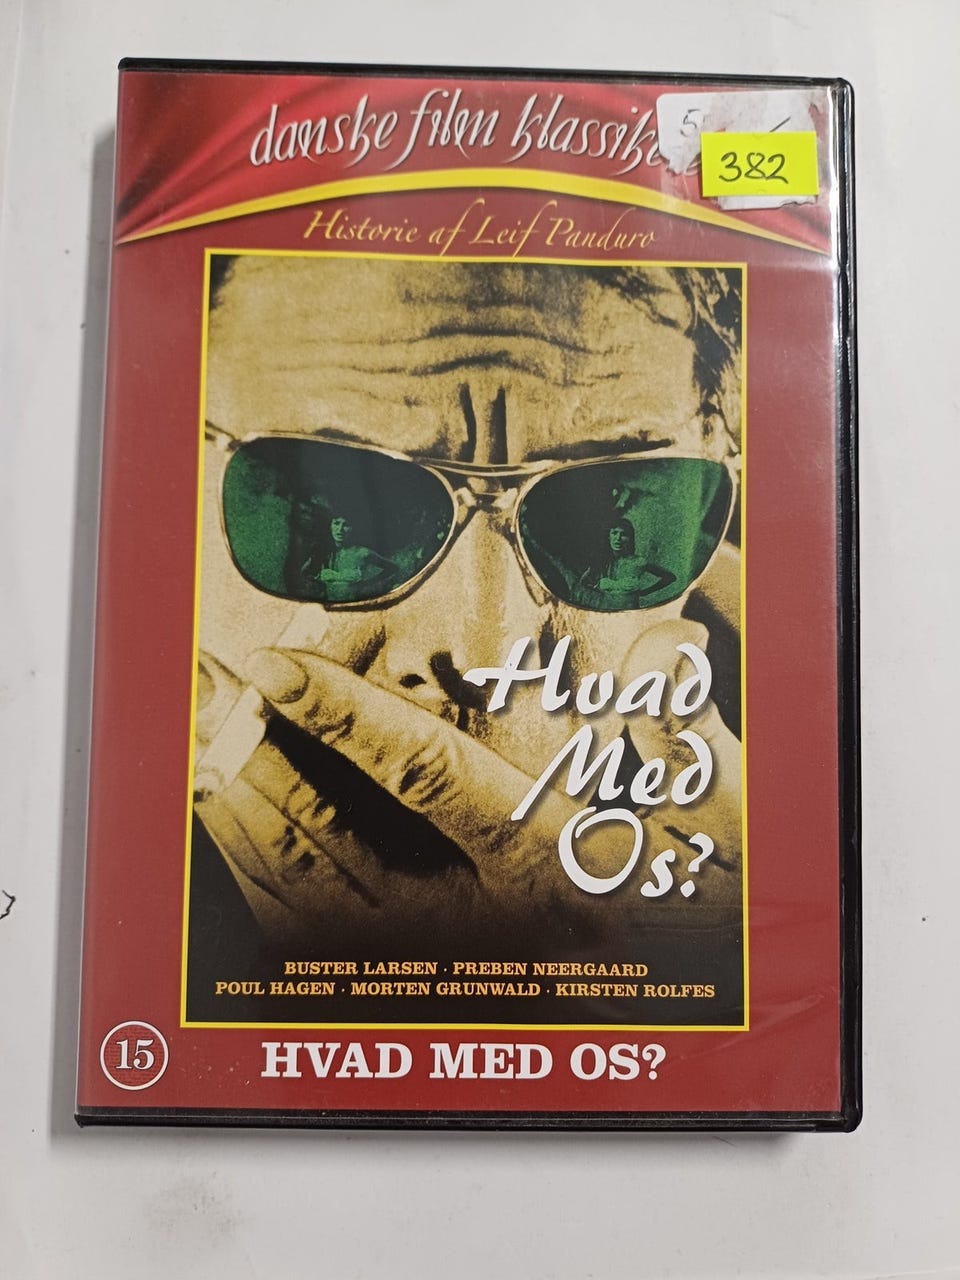 danske film klassikere
382
Historie af Leif Panduro
Hvad
Med
Os?
BUSTER LARSEN · PREBEN NEERGAARD
POUL HAGEN · MORTEN GRUNWALD · KIRSTEN ROLFES
15
HVAD MED OS?